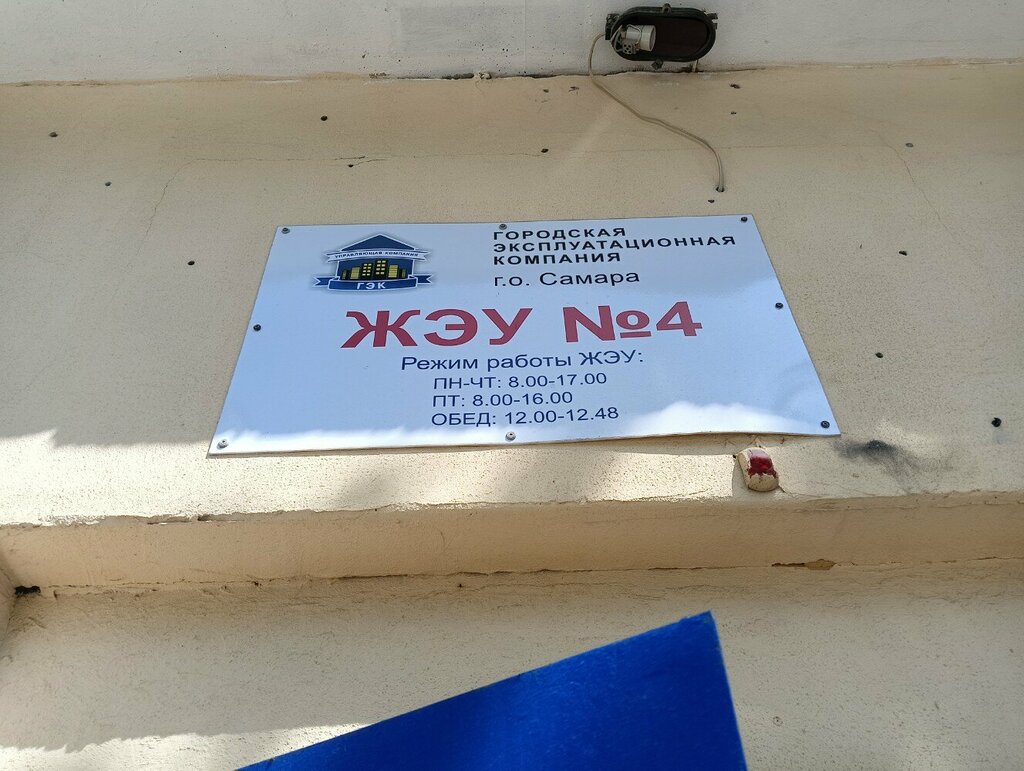 УПРАВЛЯЮЩАЯ КОМПАНИЯ
ГЭК
ГОРОДСКАЯ
ЭКСПЛУАТАЦИОННАЯ
КОМПАНИЯ
г.о. Самара
ЖЭУ №4
Режим работы ЖЭУ:
ПН-ЧТ: 8.00-17.00
ПТ: 8.00-16.00
ОБЕД: 12.00-12.48